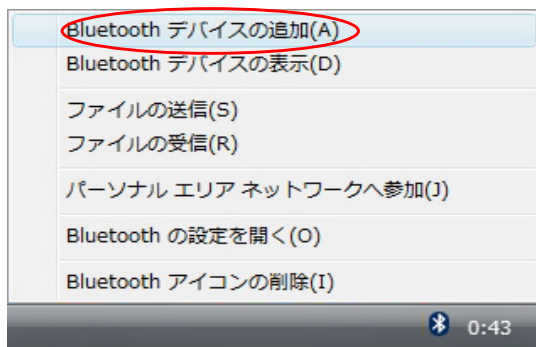 Bluetooth デバイスの追加(A)
Bluetooth デバイスの表示(D)
ファイルの送信(S)
ファイルの受信(R)
パーソナル エリア ネットワークへ参加(J)
Bluetooth の設定を開く(O)
Bluetooth アイコンの削除(I)
0:43